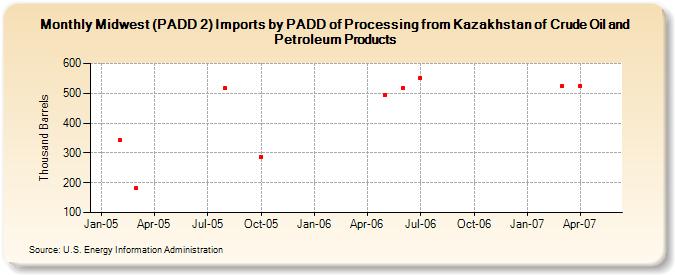 Monthly Midwest (PADD 2) Imports by PADD of Processing from Kazakhstan of Crude Oil and
Petroleum Products
Thousand Barrels
600
500
400
300
200
100
Jan-05 Apr-05 Jul-05 Oct-05 Jan-06 Apr-06 Jul-06 Oct-06 Jan-07 Apr-07
Source: U.S. Energy Information Administration